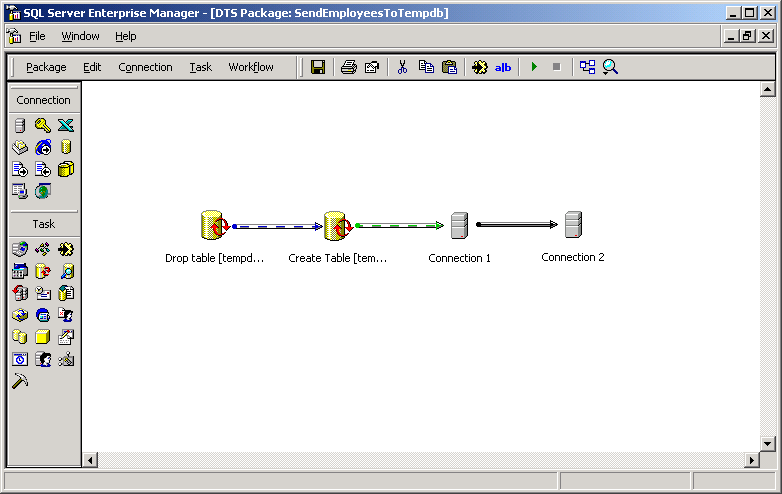 SQL Server Enterprise Manager - [DTS Package: SendEmployeesToTempdb]
File Window Help
Package Edit Connection Task Workflow a|b
Connection
Task
Drop table [tempd... Create Table [tem... Connection 1 Connection 2